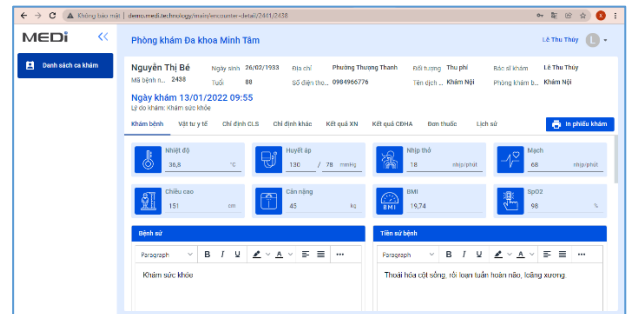 Không bảo mật | demo.medi.technology/main/encounter-detail/2441/2458
MEDi
Phòng khám Đa khoa Minh Tâm
Lê Thu Thủy
Danh sách ca khám
Nguyễn Thị Bé Ngày sinh 26/02/1933 Địa chỉ Phường Thượng Thanh Đối tượng Thu phí Bác sĩ khám Lê Thu Thủy
Mã bệnh n... 2438 Tuổi 88 Số điện tho... 0984966776 Tên dịch ... Khám Nội Phòng khám b... Khám Nội
Ngày khám 13/01/2022 09:55
Lý do khám: Khám sức khỏe
Khám bệnh Vật tư y tế Chỉ định CLS Chỉ định khác Kết quả XN Kết quả CĐHA Đơn thuốc Lịch sử In phiếu khám
Nhiệt độ Huyết áp Nhịp thở Mạch
36,8 °C 130 / 78 mmHg 18 nhịp/phút 68 nhịp/phút
Chiều cao Cân nặng BMI SpO2
151 cm 45 kg BMI 19,74 98 %
Bệnh sử Tiền sử bệnh
Paragraph B I U A ... Paragraph B I U A ...
Khám sức khỏe Thoái hóa cột sống, rối loạn tuần hoàn não, loãng xương.